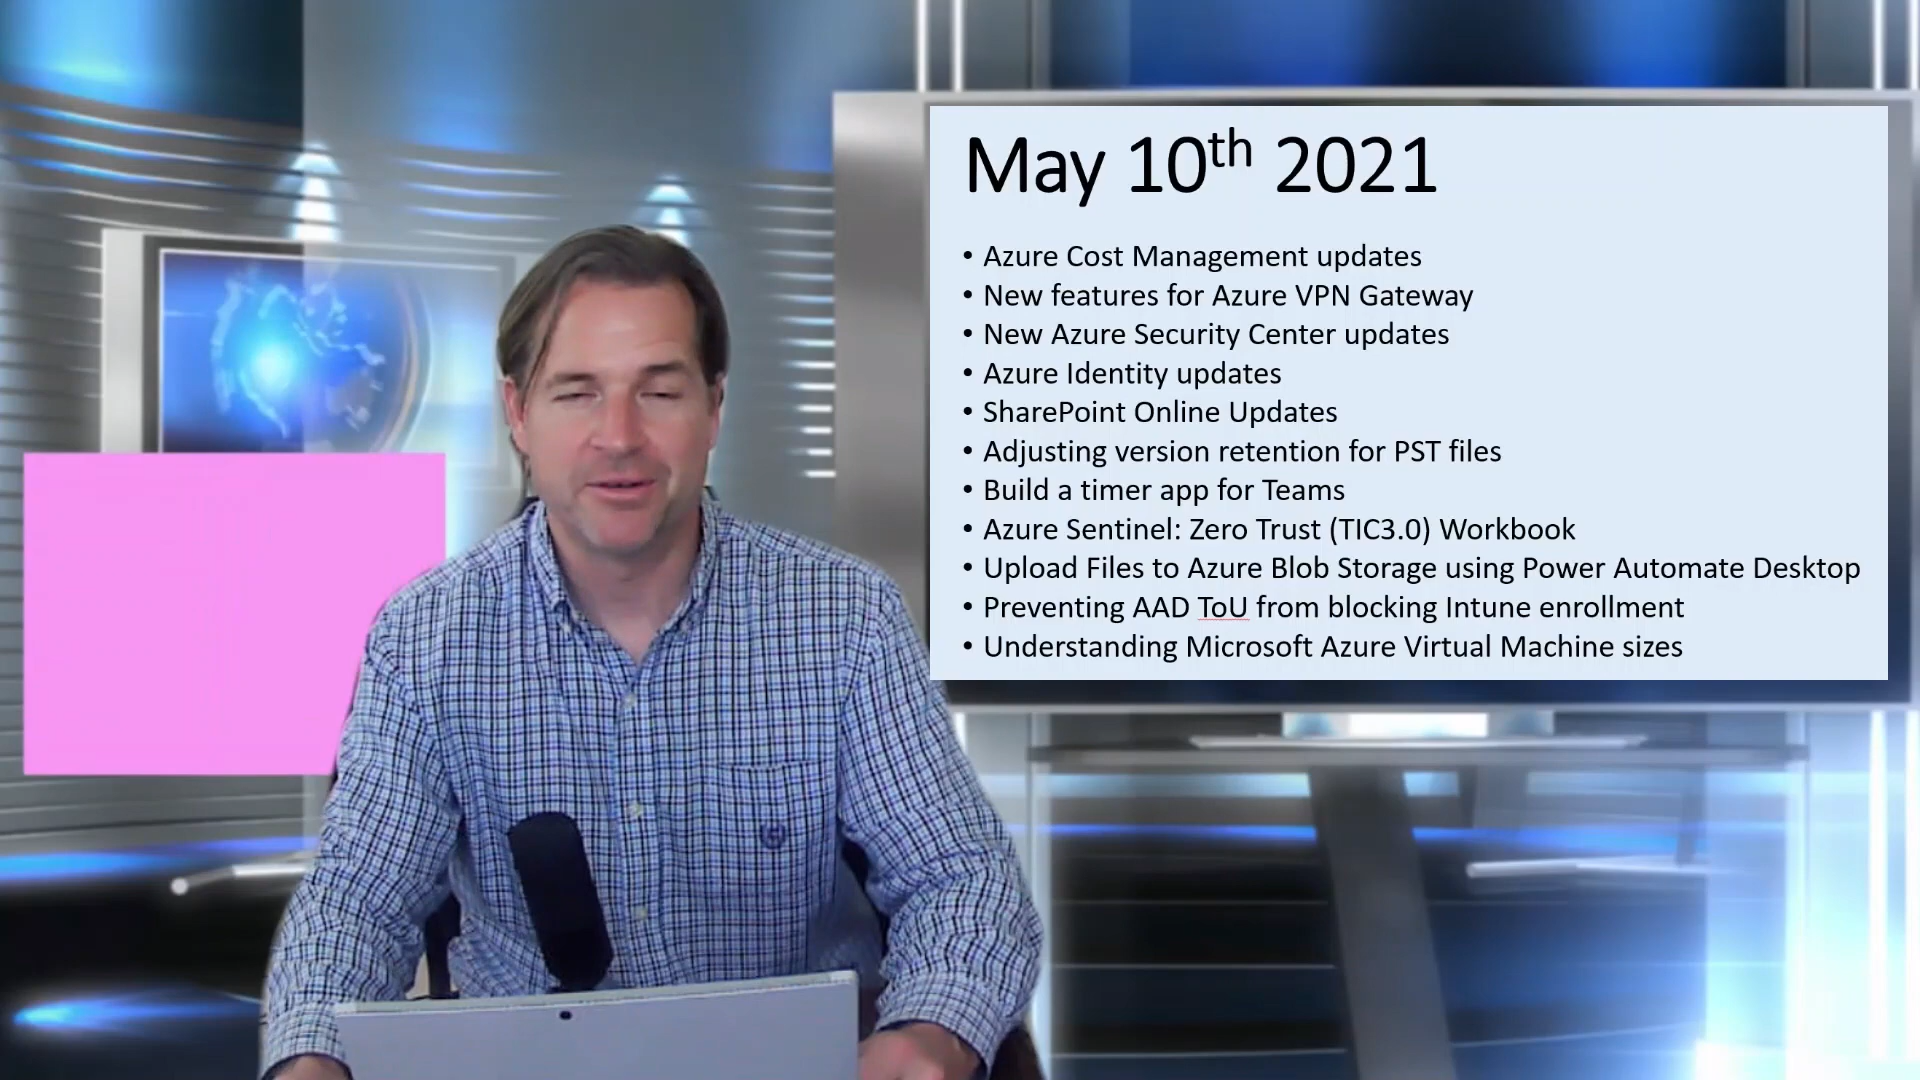 May 10th 2021
• Azure Cost Management updates
• New features for Azure VPN Gateway
• New Azure Security Center updates
• Azure Identity updates
• SharePoint Online Updates
• Adjusting version retention for PST files
• Build a timer app for Teams
• Azure Sentinel: Zero Trust (TIC3.0) Workbook
• Upload Files to Azure Blob Storage using Power Automate Desktop
• Preventing AAD ToU from blocking Intune enrollment
• Understanding Microsoft Azure Virtual Machine sizes